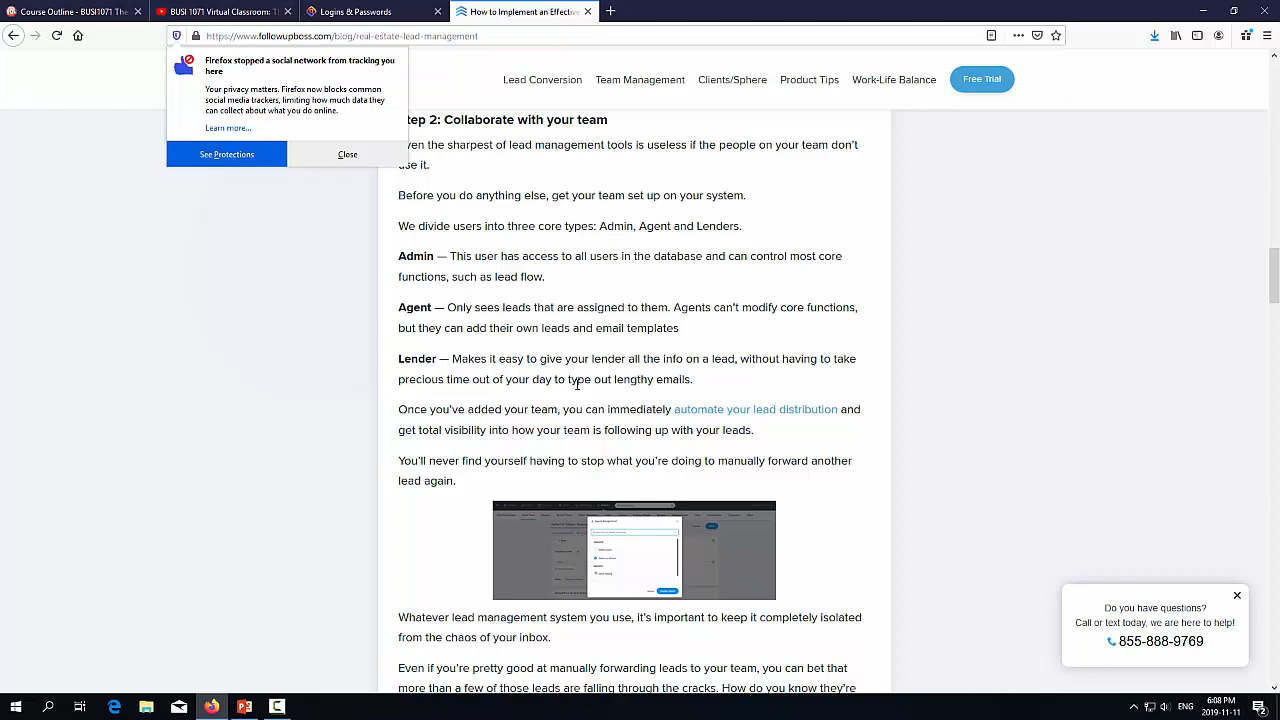 Course Outline - BUSI1071 The
BUSI 1071 Virtual Classroom: Th
Logins & Passwords
How to Implement an Effective
https://www.followupboss.com/blog/real-estate-lead-management
Firefox stopped a social network from tracking you
here
Your privacy matters. Firefox now blocks common
social media trackers, limiting how much data they
can collect about what you do online.
Learn more...
See Protections
Close
Lead Conversion
Team Management
Clients/Sphere
Product Tips
Work-Life Balance
Free Trial
tep 2: Collaborate with your team
ven the sharpest of lead management tools is useless if the people on your team don't
use it.
Before you do anything else, get your team set up on your system.
We divide users into three core types: Admin, Agent and Lenders.
Admin — This user has access to all users in the database and can control most core
functions, such as lead flow.
Agent — Only sees leads that are assigned to them. Agents can't modify core functions,
but they can add their own leads and email templates
Lender — Makes it easy to give your lender all the info on a lead, without having to take
precious time out of your day to type out lengthy emails.
Once you've added your team, you can immediately automate your lead distribution and
get total visibility into how your team is following up with your leads.
You'll never find yourself having to stop what you're doing to manually forward another
lead again.
Whatever lead management system you use, it's important to keep it completely isolated
from the chaos of your inbox.
Even if you're pretty good at manually forwarding leads to your team, you can bet that
more than a few of those leads are falling through the cracks. How do you know they're
Do you have questions?
Call or text today, we are here to help!
855-888-9769
ENG
6:08 PM
2019-11-11
2